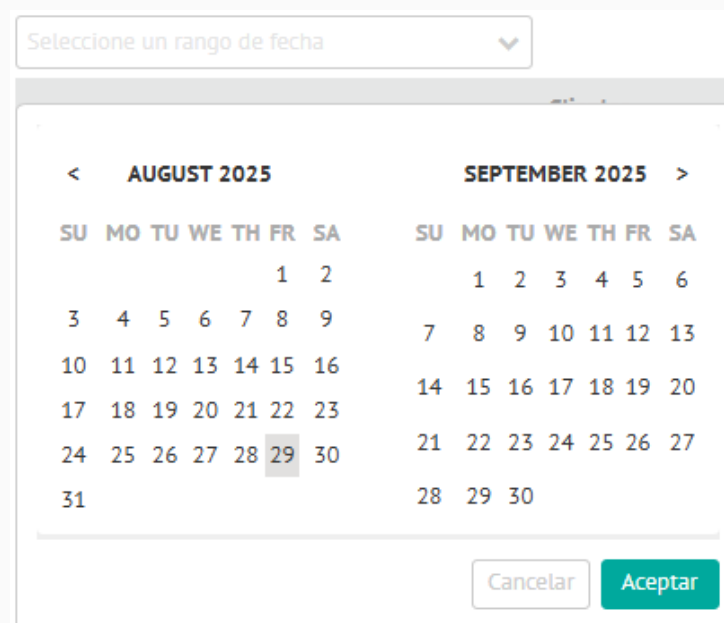 Seleccione un rango de fecha
< AUGUST 2025
SU MO TU WE TH FR SA
1 2
3 4 5 6 7 8 9
10 11 12 13 14 15 16
17 18 19 20 21 22 23
24 25 26 27 28 29 30
31
SEPTEMBER 2025 >
SU MO TU WE TH FR SA
1 2 3 4 5 6
7 8 9 10 11 12 13
14 15 16 17 18 19 20
21 22 23 24 25 26 27
28 29 30
Cancelar Aceptar